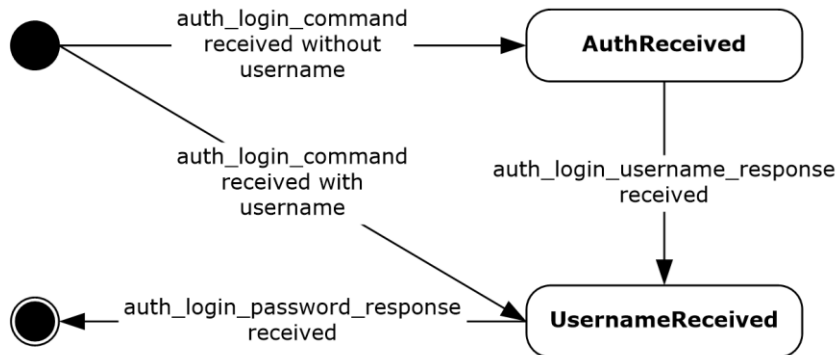 auth_login_command
received without
username
AuthReceived
auth_login_command
received with
username
auth_login_username_response
received
auth_login_password_response
received
UsernameReceived